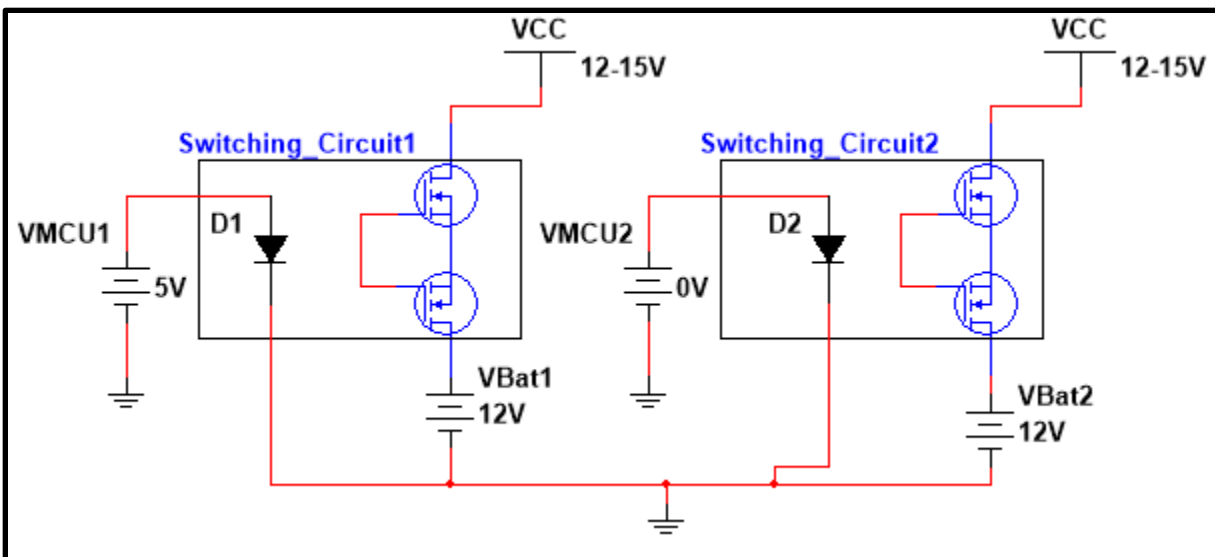 VCC
12-15V
Switching_Circuit1
D1
VMCU1
5V
VBat1
12V
VCC
12-15V
Switching_Circuit2
D2
VMCU2
0V
VBat2
12V